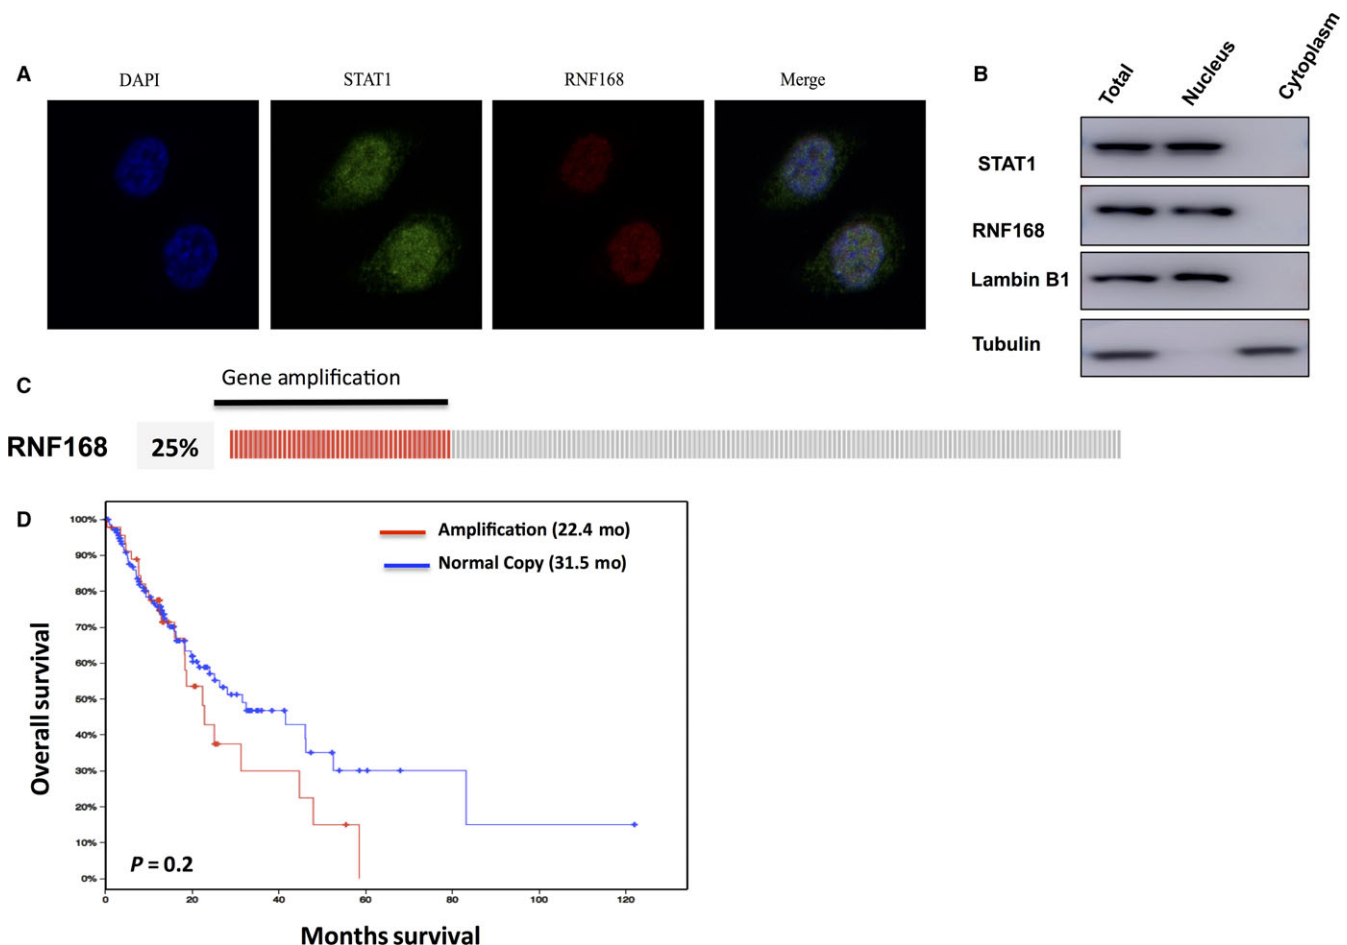 A
DAPI
STAT1
RNF168
Merge
B
Total
Nucleus
Cytoplasm
STAT1
RNF168
Lambin B1
Tubulin
C
Gene amplification
RNF168
25%
D
Overall survival
100%
90%
80%
70%
60%
50%
40%
30%
20%
10%
0%
Amplification (22.4 mo)
Normal Copy (31.5 mo)
P = 0.2
0
20
40
60
80
100
120
Months survival